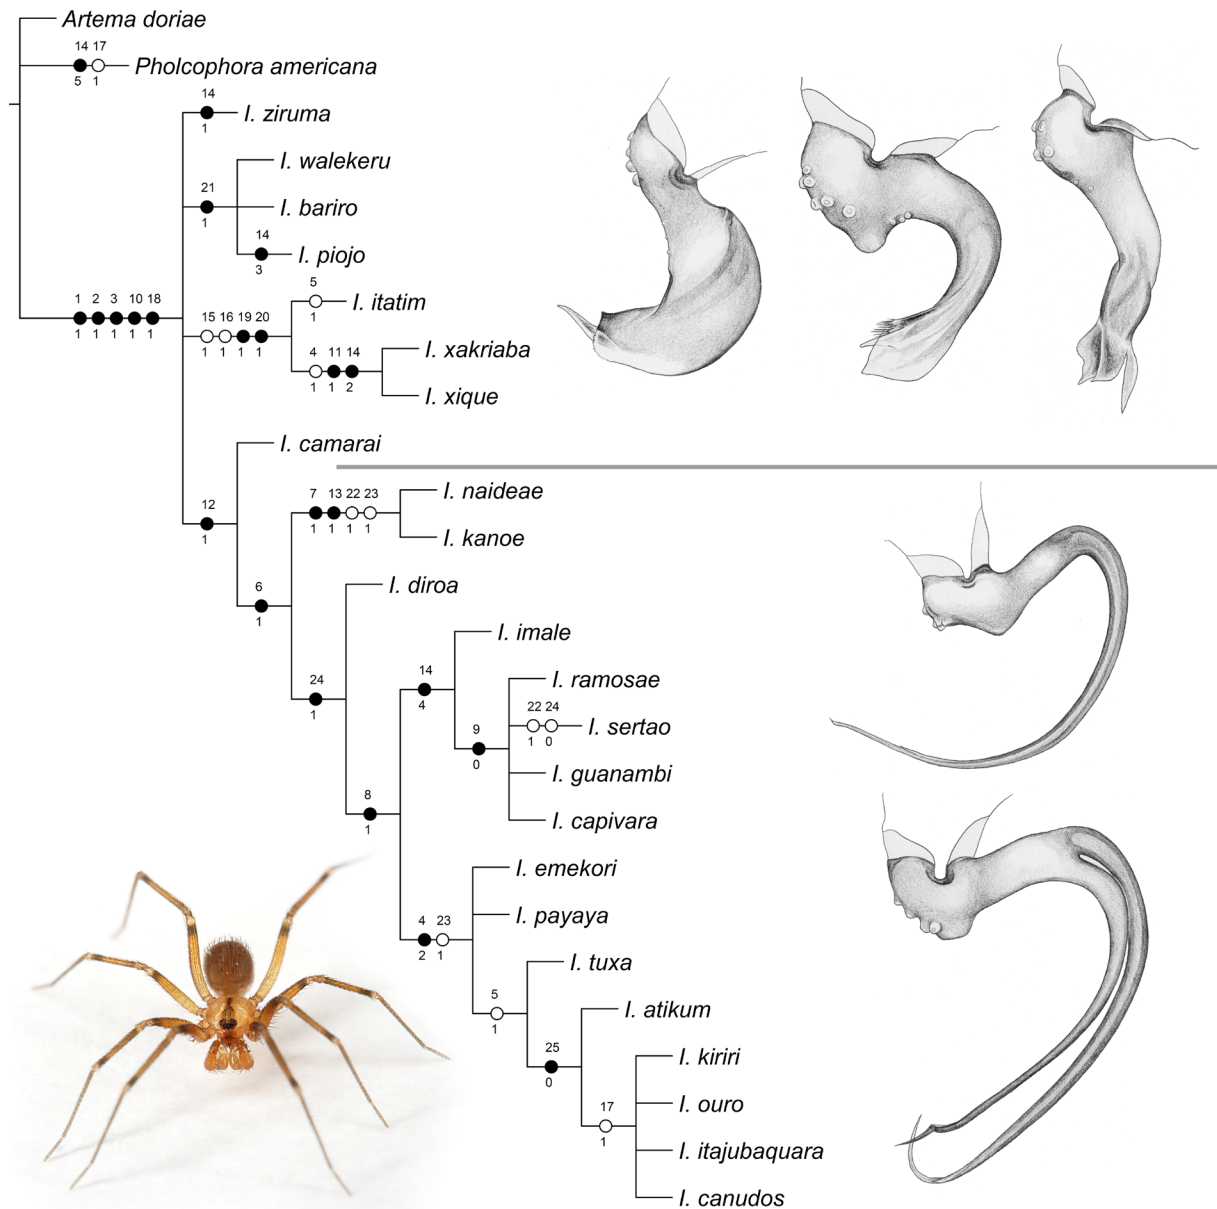 Artema doriae
14 17
5 1
Pholcophora americana
14
1
I. ziruma
I. walekeru
21
1
I. bariro
14
3
I. piojo
5
1
I. itatim
1 2 3 10 18
1 1 1 1 1
15 16 19 20
1 1 1 1
4 11 14
1 1 2
I. xakriaba
I. xique
I. camarai
12
1
7 13 22 23
1 1 1 1
I. naideae
I. kanoe
6
1
I. diroa
24
1
I. imale
14
4
I. ramosae
22 24
1 0
I. sertao
9
0
I. guanambi
I. capivara
8
1
I. emekori
4 23
2 1
I. payaya
I. tuxa
5
1
I. atikum
25
0
I. kiriri
I. ouro
17
1
I. itajubaquara
I. canudos